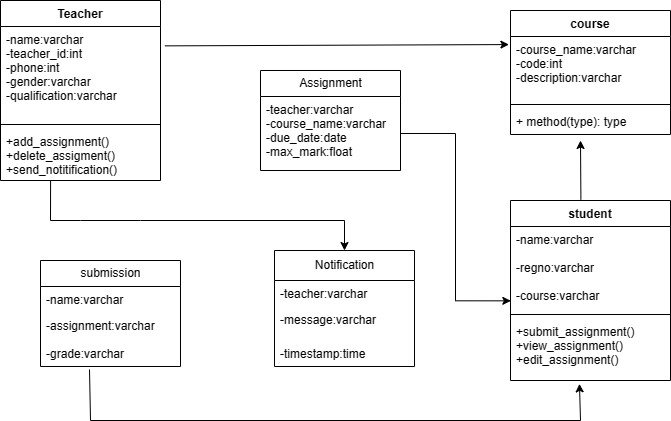 Teacher
-name:varchar
-teacher_id:int
-phone:int
-gender:varchar
-qualification:varchar
+add_assignment()
+delete_assigment()
+send_notitification()
course
-course_name:varchar
-code:int
-description:varchar
+ method(type): type
Assignment
-teacher:varchar
-course_name:varchar
-due_date:date
-max_mark:float
student
-name:varchar
-regno:varchar
-course:varchar
+submit_assignment()
+view_assignment()
+edit_assignment()
submission
-name:varchar
-assignment:varchar
-grade:varchar
Notification
-teacher:varchar
-message:varchar
-timestamp:time